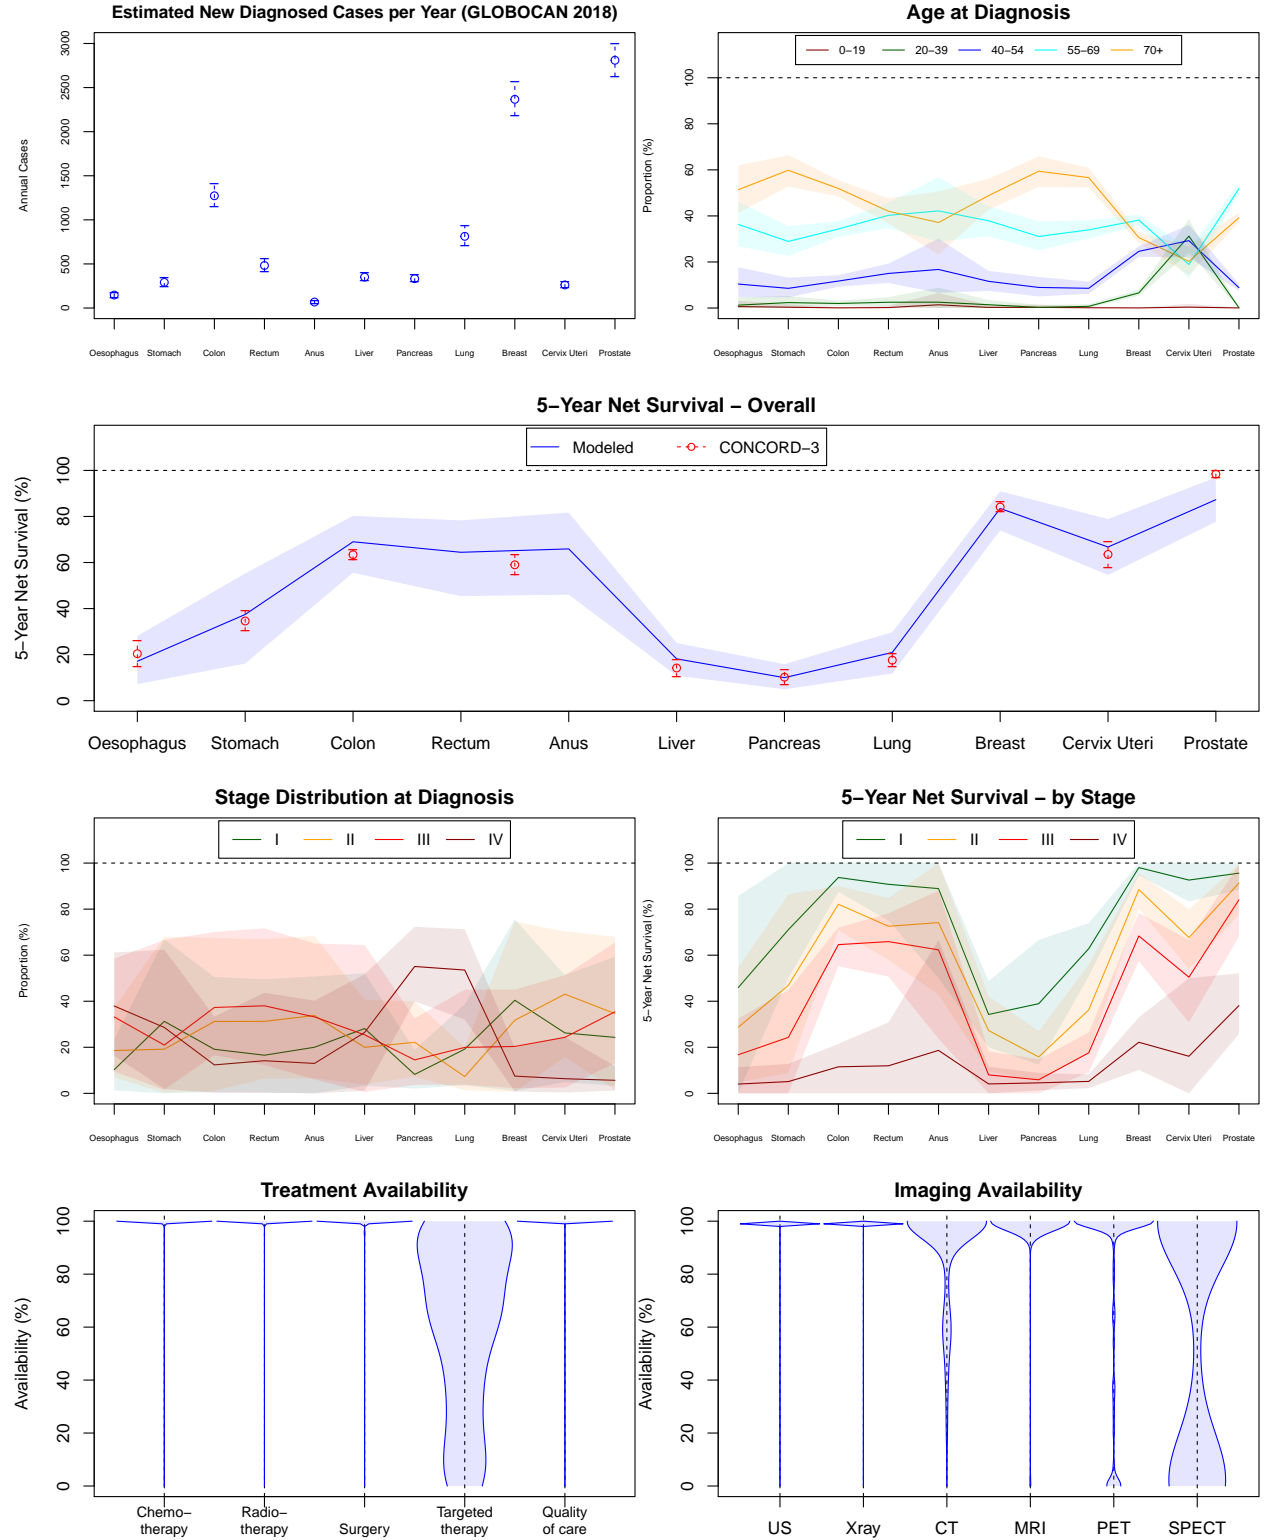 Estimated New Diagnosed Cases per Year (GLOBOCAN 2018)
Annual Cases
3000
2500
2000
1500
1000
500
0
Oesophagus Stomach Colon Rectum Anus Liver Pancreas Lung Breast Cervix Uteri Prostate
Age at Diagnosis
0–19 20–39 40–54 55–69 70+
Proportion (%)
100
80
60
40
20
0
Oesophagus Stomach Colon Rectum Anus Liver Pancreas Lung Breast Cervix Uteri Prostate
5–Year Net Survival – Overall
Modeled CONCORD–3
5–Year Net Survival (%)
100
80
60
40
20
0
Oesophagus Stomach Colon Rectum Anus Liver Pancreas Lung Breast Cervix Uteri Prostate
Stage Distribution at Diagnosis
I II III IV
Proportion (%)
100
80
60
40
20
0
Oesophagus Stomach Colon Rectum Anus Liver Pancreas Lung Breast Cervix Uteri Prostate
5–Year Net Survival – by Stage
I II III IV
5–Year Net Survival (%)
100
80
60
40
20
0
Oesophagus Stomach Colon Rectum Anus Liver Pancreas Lung Breast Cervix Uteri Prostate
Treatment Availability
Availability (%)
100
80
60
40
20
0
Chemo–
therapy
Radio–
therapy
Surgery
Targeted
therapy
Quality
of care
Imaging Availability
Availability (%)
100
80
60
40
20
0
US Xray CT MRI PET SPECT